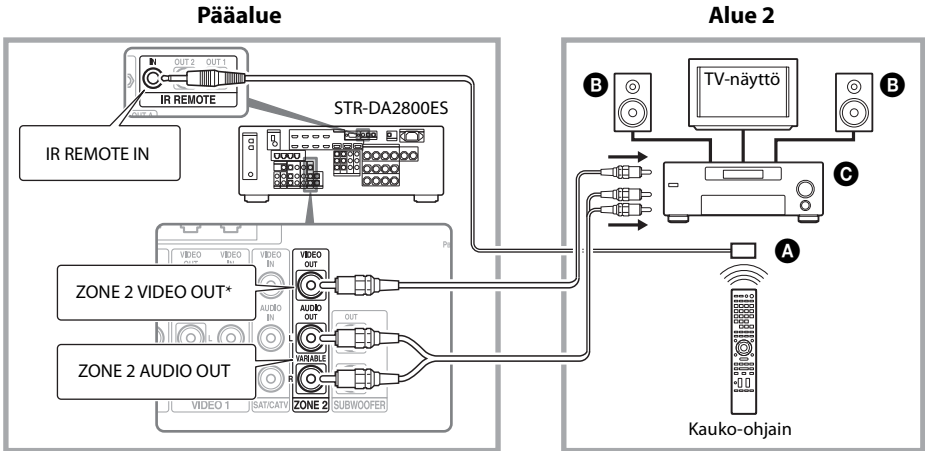 Pääalue
Alue 2
IN OUT 2 OUT 1
IR REMOTE
STR-DA2800ES
IR REMOTE IN
TV-näyttö
B
B
C
A
VIDEO OUT
VIDEO IN
VIDEO IN
VIDEO OUT
ZONE 2 VIDEO OUT*
AUDIO IN
AUDIO OUT
OUT
L
L
VARIABLE
ZONE 2 AUDIO OUT
R
VIDEO 1
SAT/CATV
ZONE 2
SUBWOOFER
Kauko-ohjain